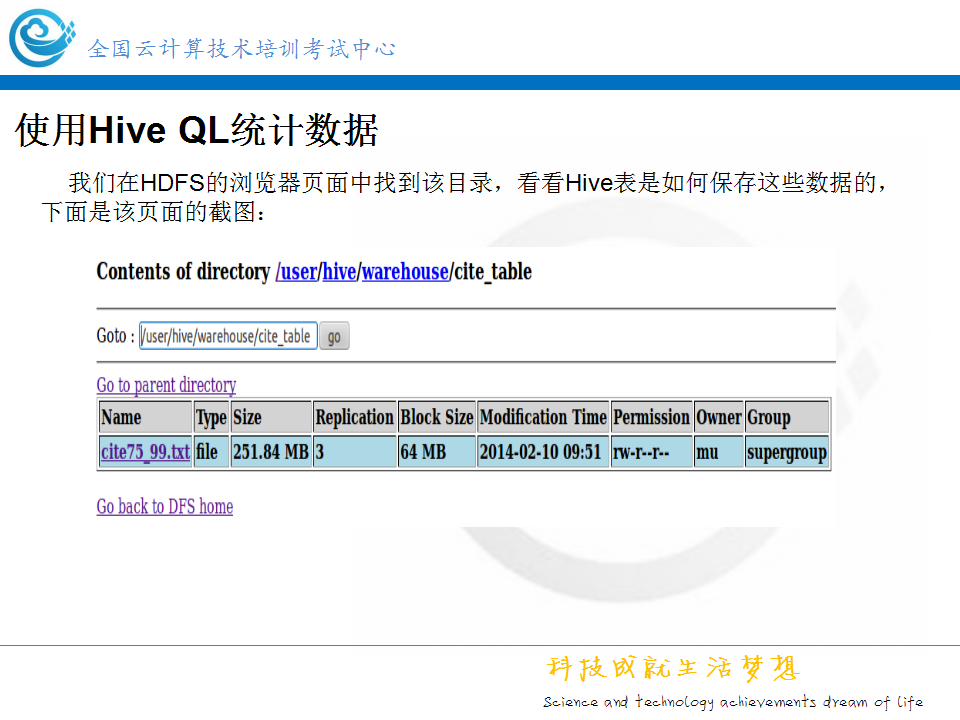 全国云计算技术培训考试中心
使用Hive QL统计数据
我们在HDFS的浏览器页面中找到该目录，看看Hive表是如何保存这些数据的，
下面是该页面的截图：
Contents of directory /user/hive/warehouse/cite_table
Goto : /user/hive/warehouse/cite_table go
Go to parent directory
Name Type Size Replication Block Size Modification Time Permission Owner Group
cite75_99.txt file 251.84 MB 3 64 MB 2014-02-10 09:51 rw-r--r-- mu supergroup
Go back to DFS home
科技成就生活梦想
Science and technology achievements dream of life